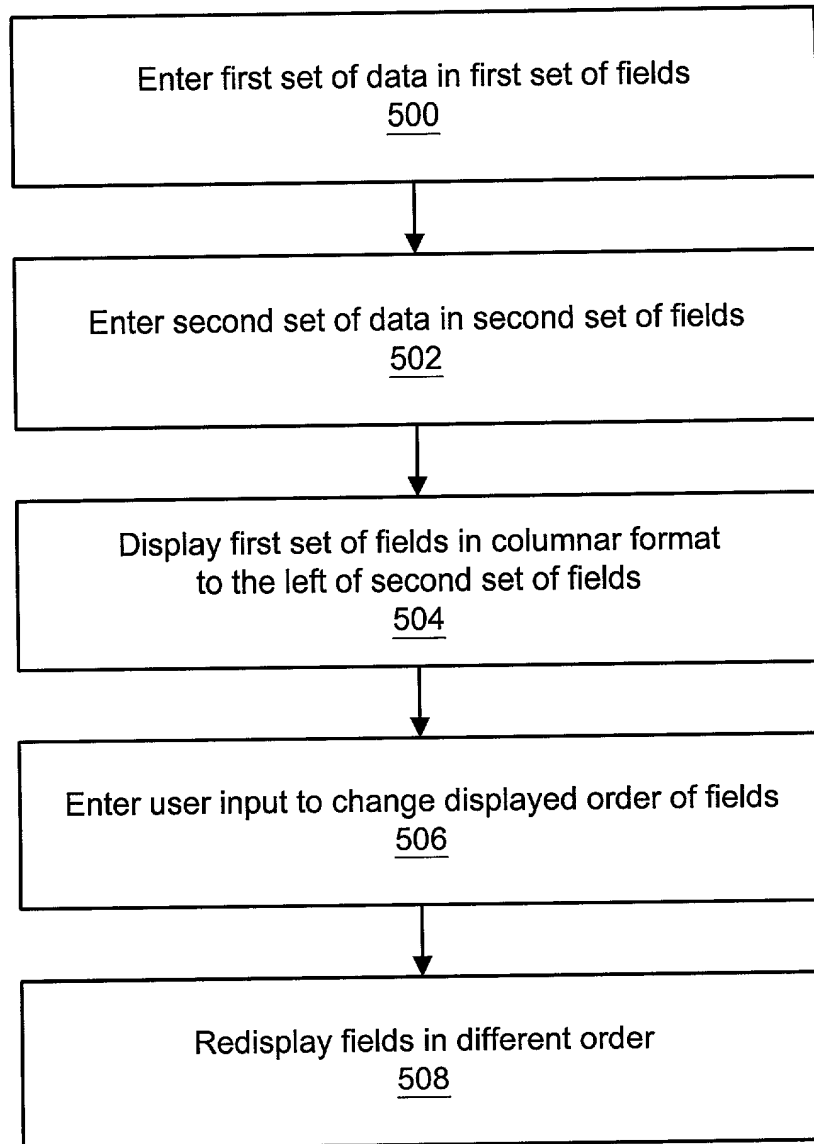 Enter first set of data in first set of fields
500
Enter second set of data in second set of fields
502
Display first set of fields in columnar format
to the left of second set of fields
504
Enter user input to change displayed order of fields
506
Redisplay fields in different order
508